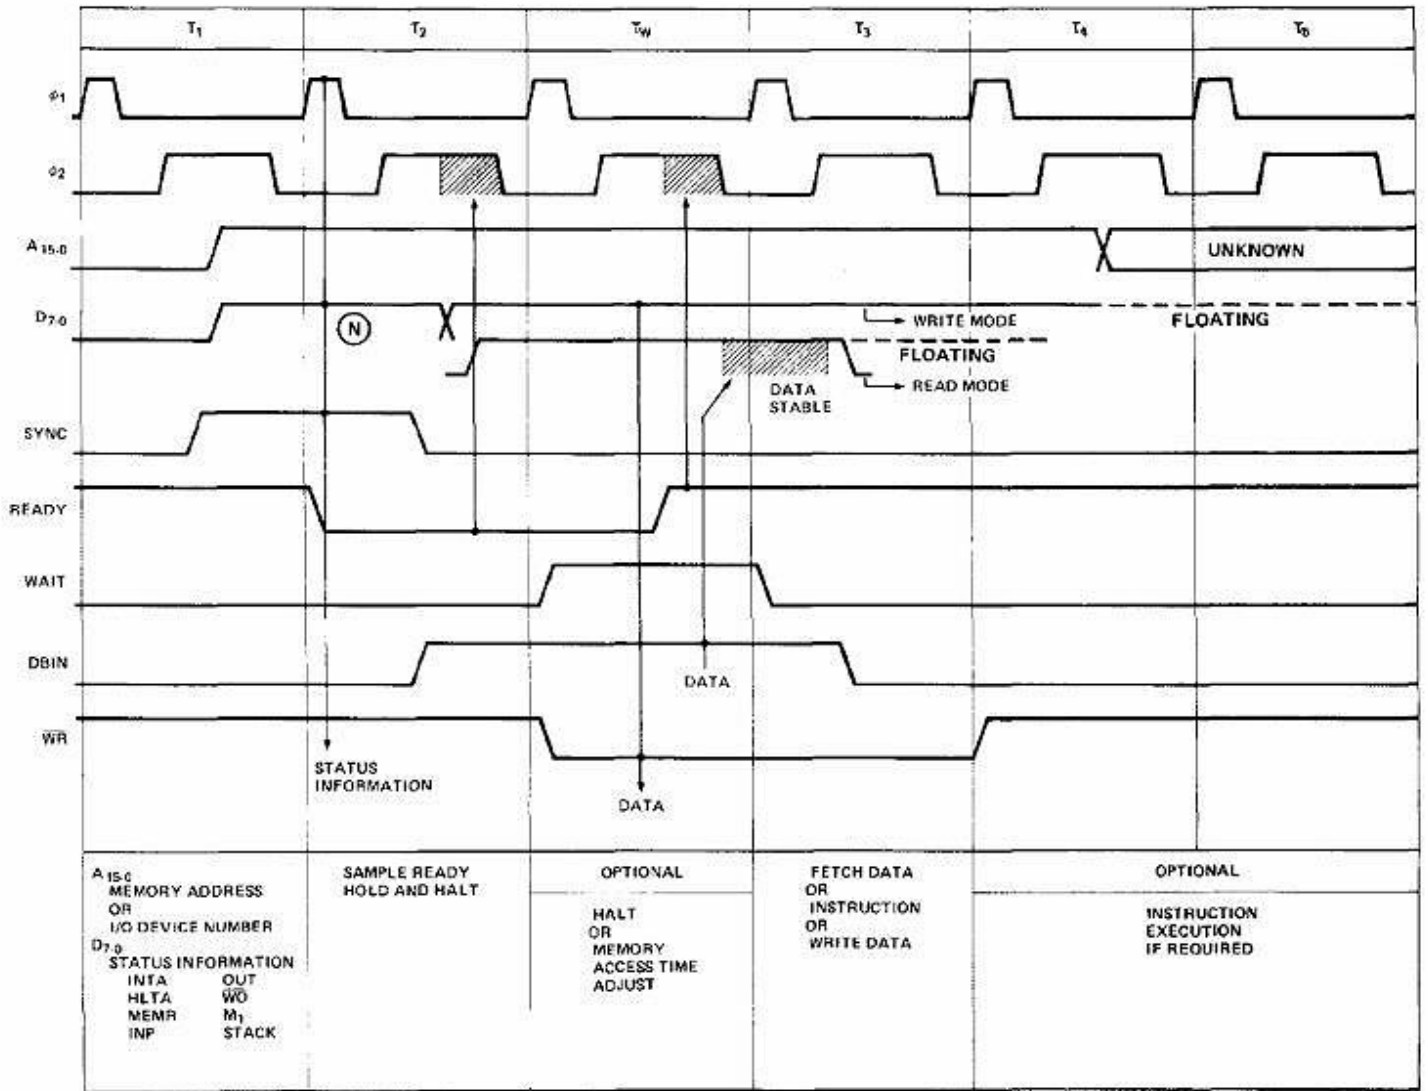 T1 T2 TW T3 T4 T5
φ1
φ2
A 15-0
UNKNOWN
D7-0
N
WRITE MODE
FLOATING
FLOATING
READ MODE
DATA
STABLE
SYNC
READY
WAIT
DBIN
DATA
WR
STATUS
INFORMATION
DATA
A 15-0
MEMORY ADDRESS
OR
I/O DEVICE NUMBER
D7-0
STATUS INFORMATION
INTA OUT
HLTA WO
MEMR M1
INP STACK
SAMPLE READY
HOLD AND HALT
OPTIONAL
HALT
OR
MEMORY
ACCESS TIME
ADJUST
FETCH DATA
OR
INSTRUCTION
OR
WRITE DATA
OPTIONAL
INSTRUCTION
EXECUTION
IF REQUIRED